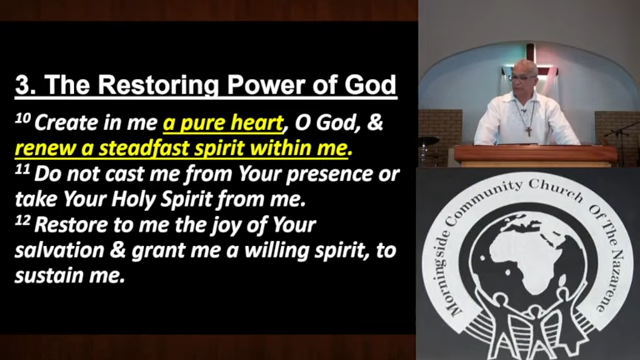 3. The Restoring Power of God
10 Create in me a pure heart, O God, &
renew a steadfast spirit within me.
11 Do not cast me from Your presence or
take Your Holy Spirit from me.
12 Restore to me the joy of Your
salvation & grant me a willing spirit, to
sustain me.
Morningside Community Church Of The Nazarene